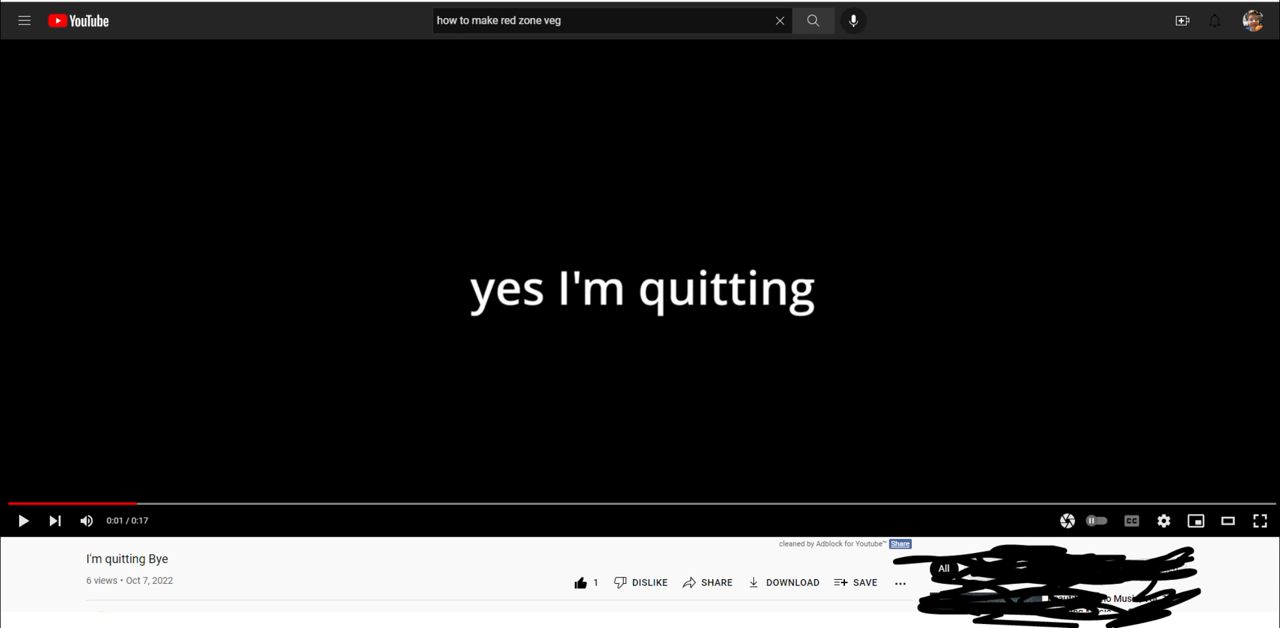 YouTube
how to make red zone veg
yes I'm quitting
0:01 / 0:17
CC
cleaned by Adblock for Youtube™ Share
I'm quitting Bye
6 views • Oct 7, 2022
1 DISLIKE SHARE DOWNLOAD SAVE ...
All